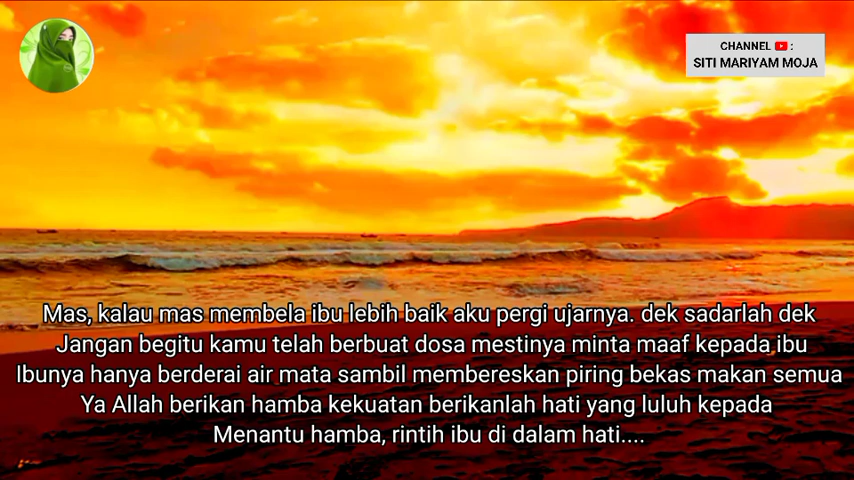 CHANNEL :
SITI MARIYAM MOJA
Mas, kalau mas membela ibu lebih baik aku pergi ujarnya. dek sadarlah dek
Jangan begitu kamu telah berbuat dosa mestinya minta maaf kepada ibu
Ibunya hanya berderai air mata sambil membereskan piring bekas makan semua
Ya Allah berikan hamba kekuatan berikanlah hati yang luluh kepada
Menantu hamba, rintih ibu di dalam hati....